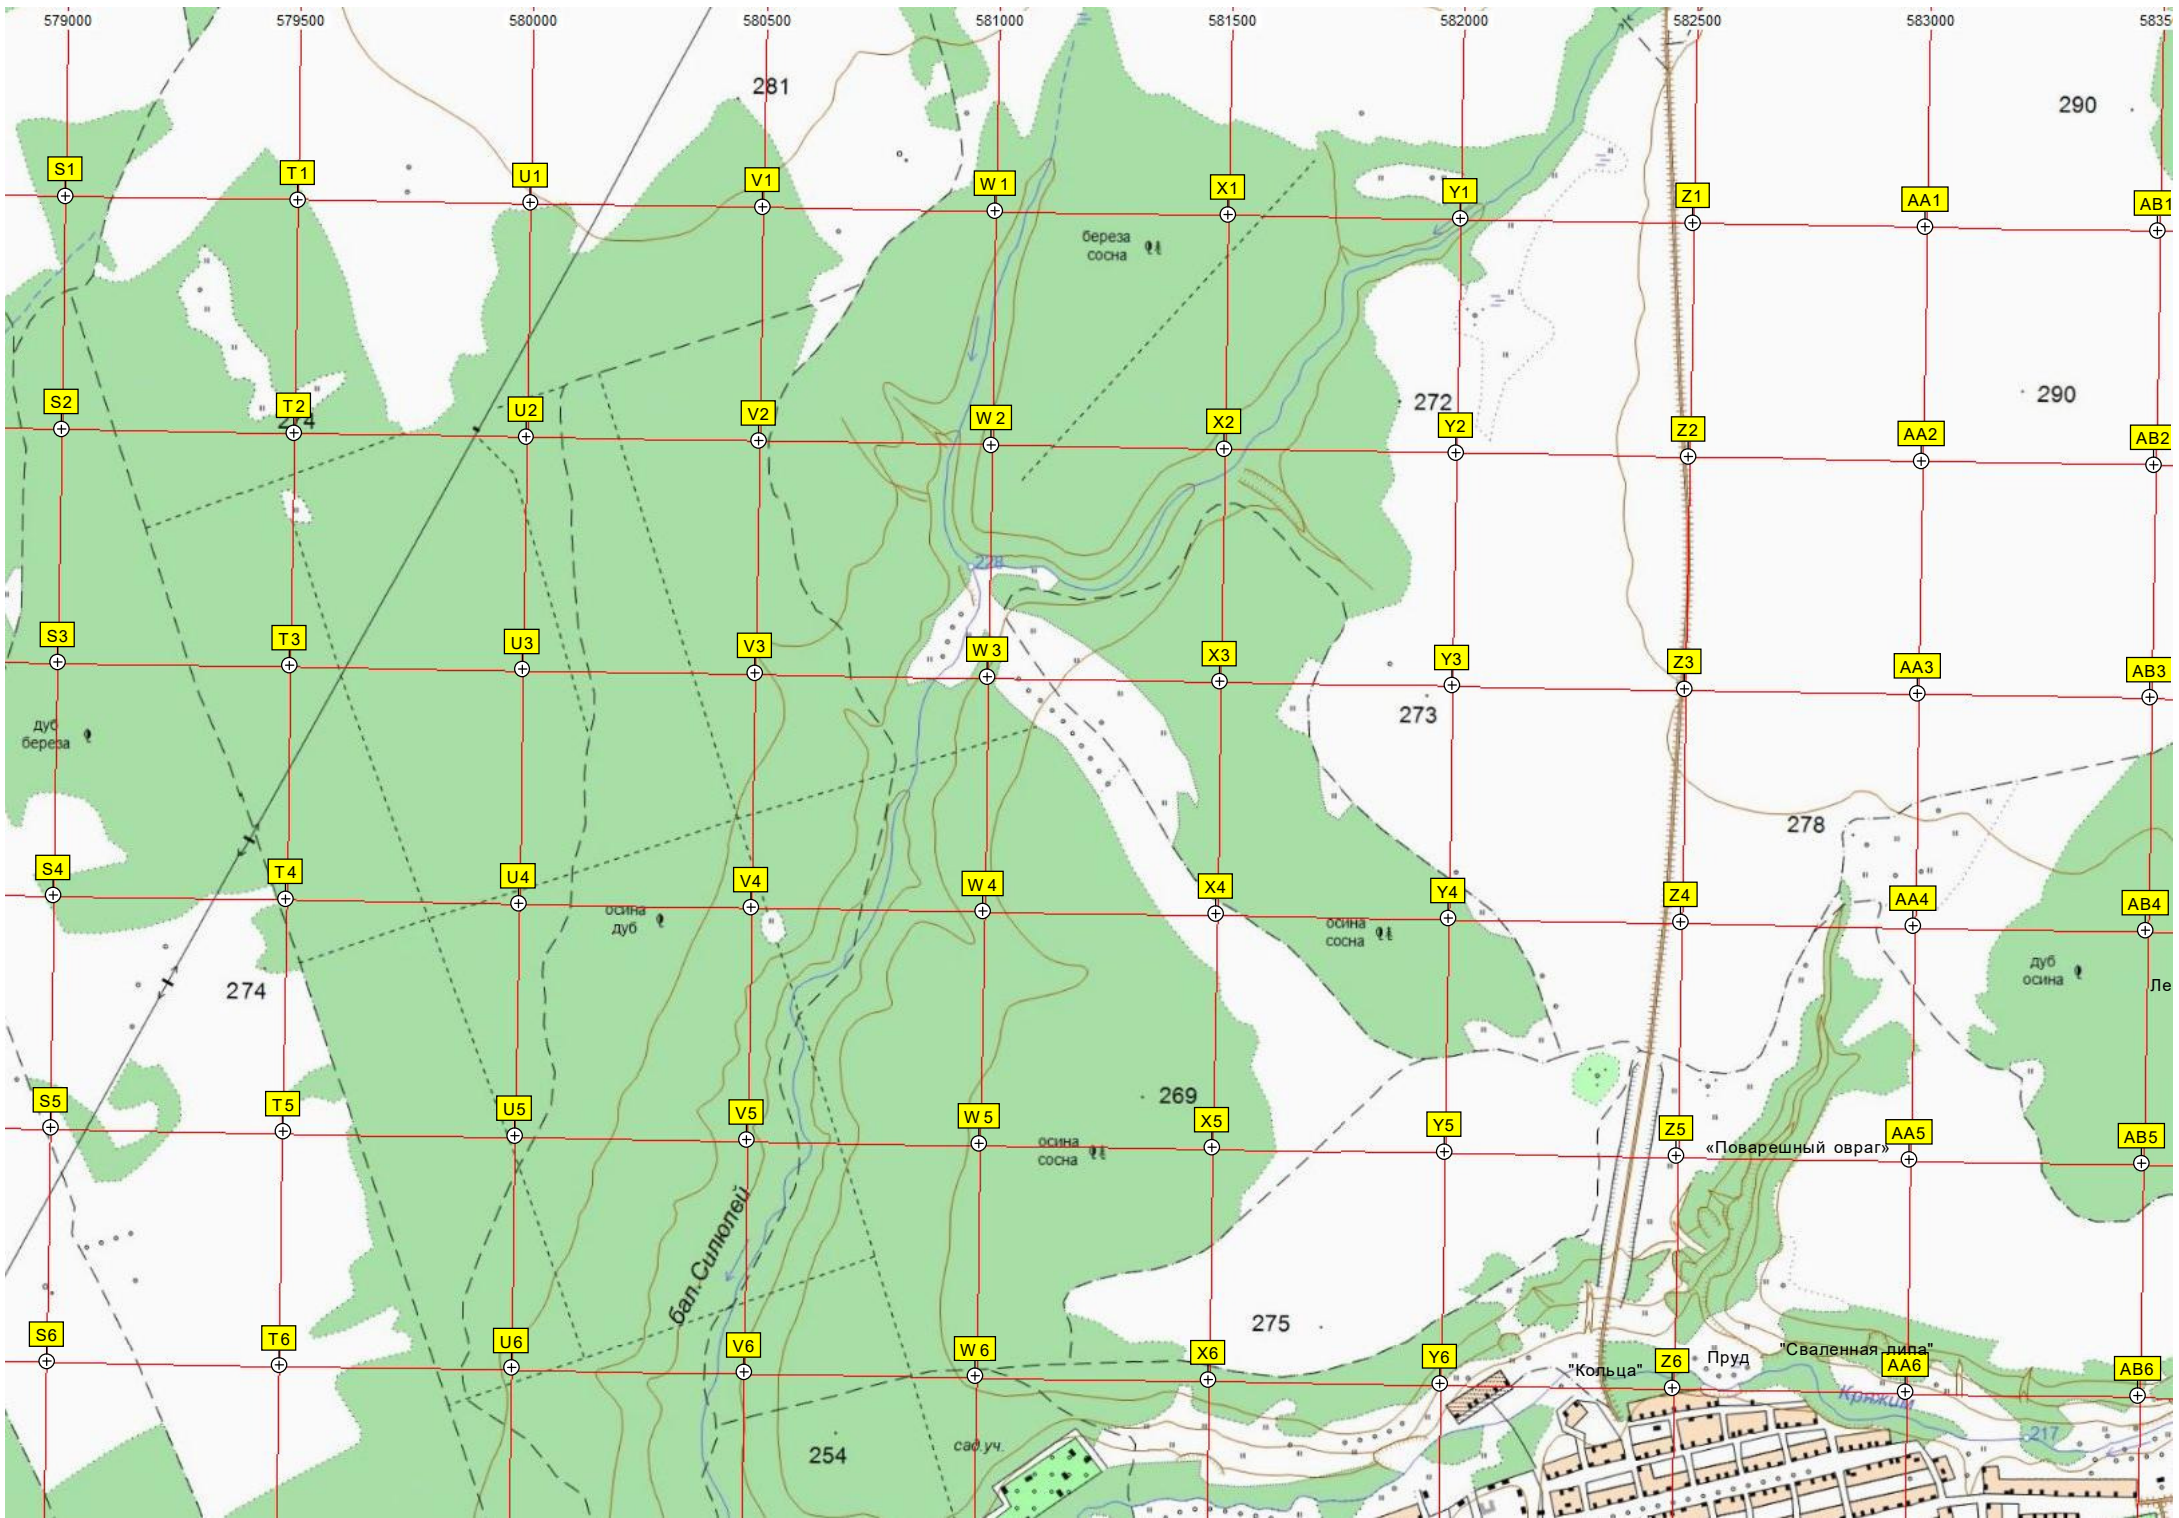 579000 579500 580000 580500 581000 581500 582000 582500 583000 5835
281
290
S1 T1 U1 V1 W1 X1 Y1 Z1 AA1 AB1
береза
сосна
272
290
S2 T2 U2 V2 W2 X2 Y2 Z2 AA2 AB2
228
S3 T3 U3 V3 W3 X3 Y3 Z3 AA3 AB3
273
дуб
береза
278
S4 T4 U4 V4 W4 X4 Y4 Z4 AA4 AB4
осина
дуб
осина
сосна
дуб
осина
Ле
274
269
S5 T5 U5 V5 W5 X5 Y5 Z5 AA5 AB5
осина
сосна
«Поварешный овраг»
бал.Силюлей
275
S6 T6 U6 V6 W6 X6 Y6 Z6 AA6 AB6
"Кольца"
Пруд
"Сваленная липа"
Кряжим
217
254
сад.уч.